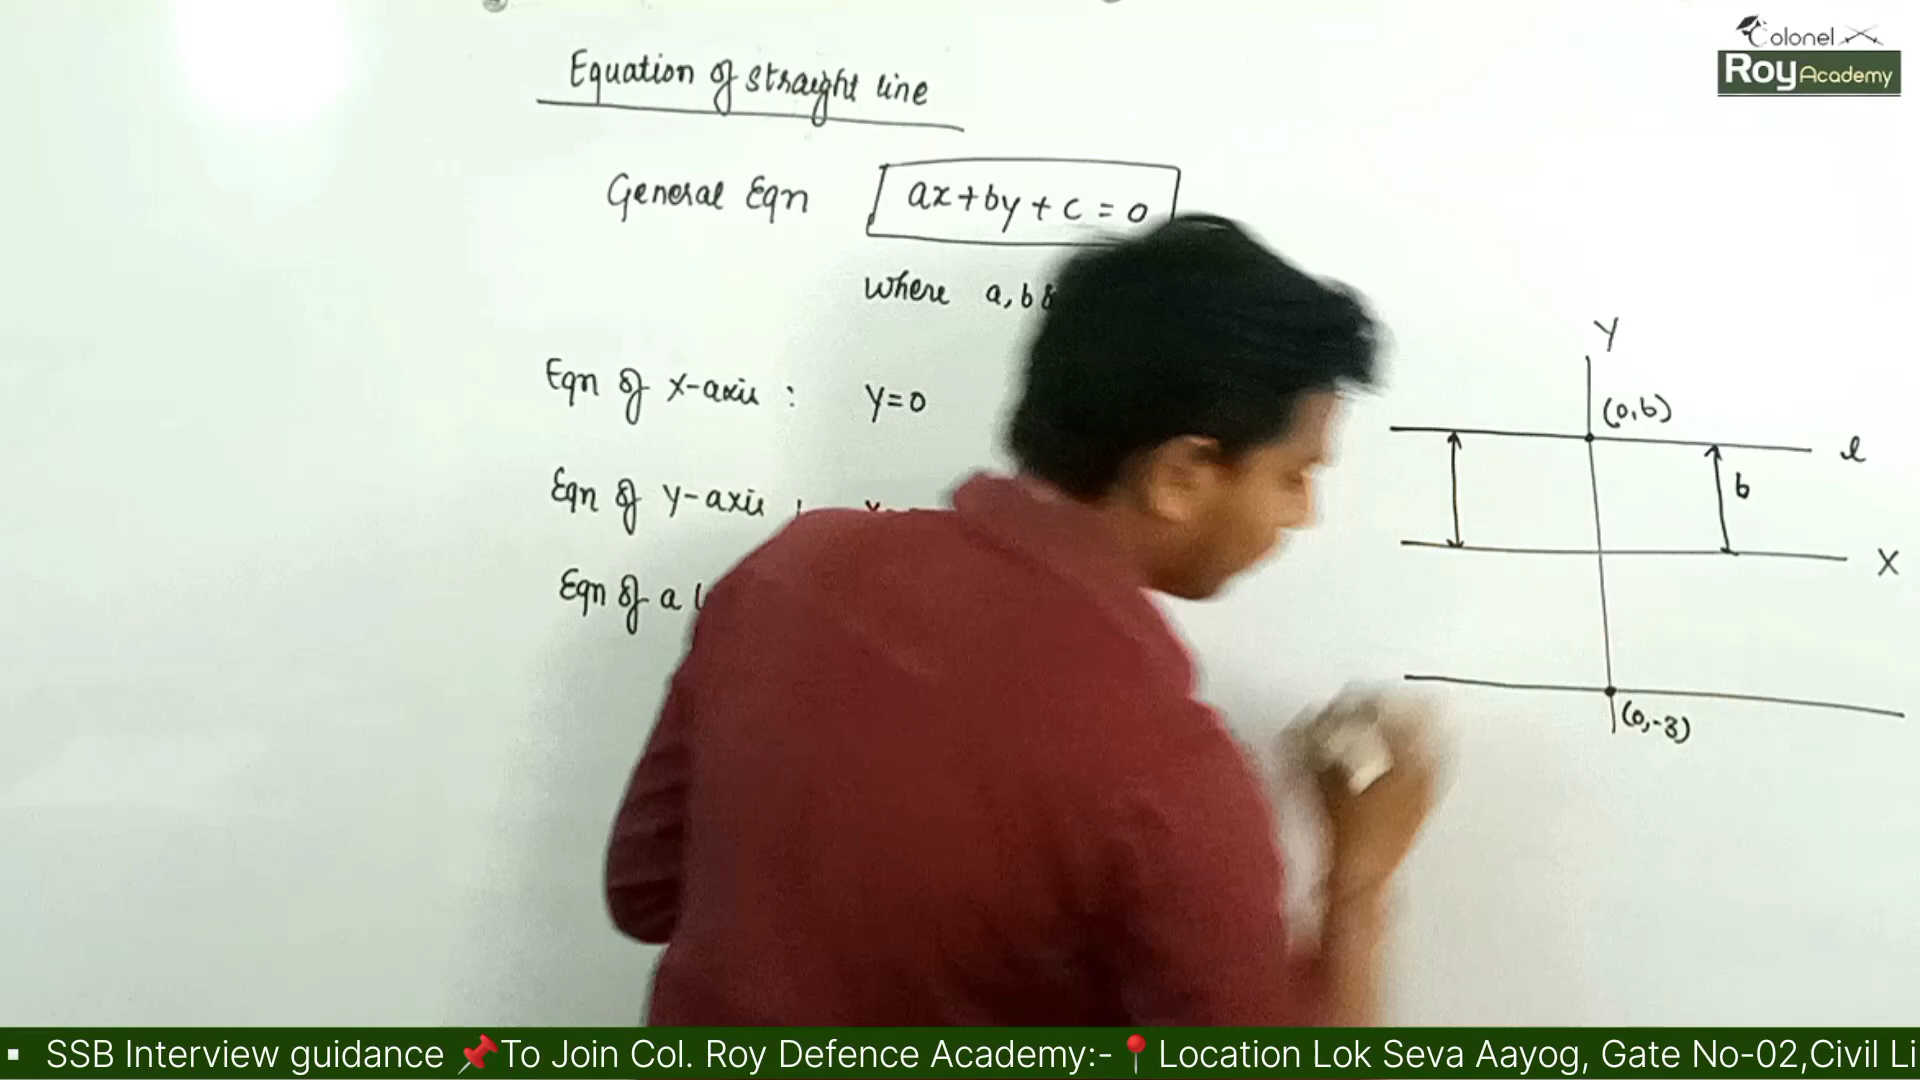 Colonel
Roy Academy
Equation of straight line
General Eqn ax+by+c=0
where a, b &
Eqn of x-axis : y=0
Eqn of y-axis : x
Eqn of a
Y
(0,b)
l
b
X
(0,-3)
▪ SSB Interview guidance 📌To Join Col. Roy Defence Academy:-📍Location Lok Seva Aayog, Gate No-02,Civil Li